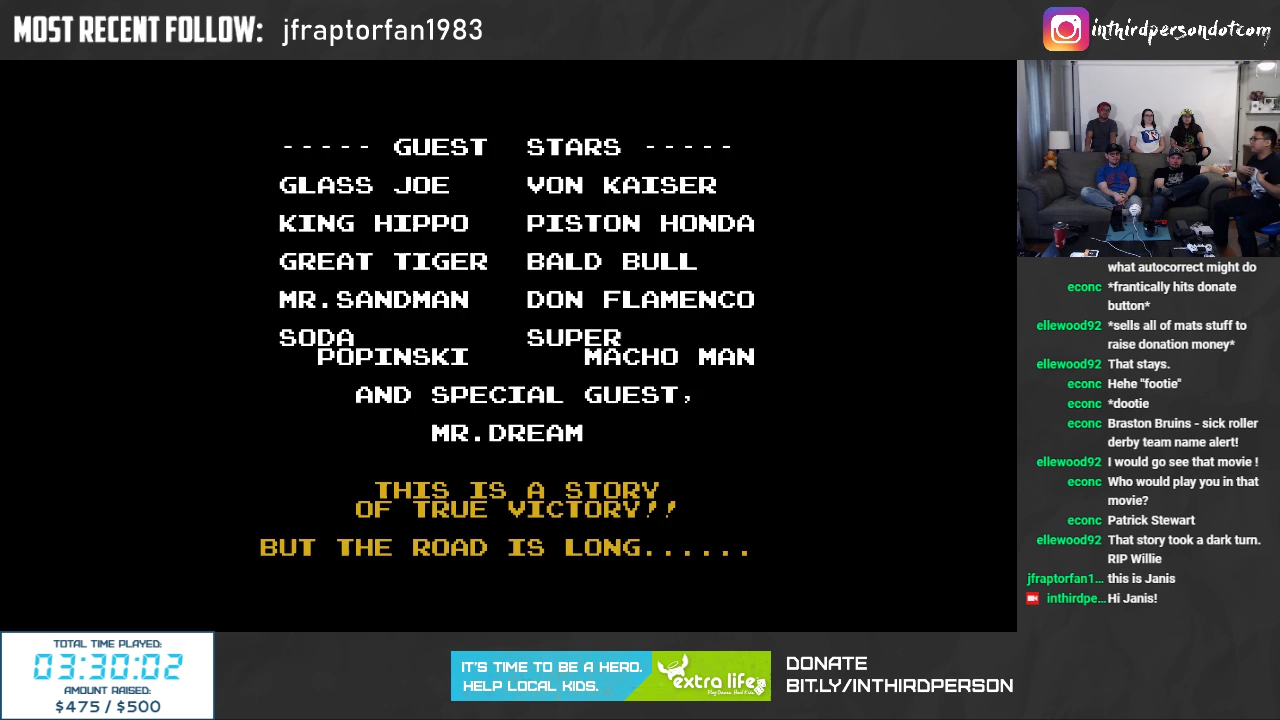 MOST RECENT FOLLOW: jfraptorfan1983
inthirdpersondotcom
----- GUEST STARS -----
GLASS JOE VON KAISER
KING HIPPO PISTON HONDA
GREAT TIGER BALD BULL
MR.SANDMAN DON FLAMENCO
SODA SUPER
POPINSKI MACHO MAN
AND SPECIAL GUEST,
MR.DREAM
THIS IS A STORY
OF TRUE VICTORY!!
BUT THE ROAD IS LONG......
what autocorrect might do
econc *frantically hits donate
button*
ellewood92 *sells all of mats stuff to
raise donation money*
ellewood92 That stays.
econc Hehe "footie"
econc *dootie
econc Braston Bruins - sick roller
derby team name alert!
ellewood92 I would go see that movie !
econc Who would play you in that
movie?
econc Patrick Stewart
ellewood92 That story took a dark turn.
RIP Willie
jfraptorfan1... this is Janis
inthirdpe... Hi Janis!
TOTAL TIME PLAYED:
03:30:02
AMOUNT RAISED:
$475 / $500
IT'S TIME TO BE A HERO.
HELP LOCAL KIDS.
extra life
Play Games. Heal Kids.
DONATE
BIT.LY/INTHIRDPERSON